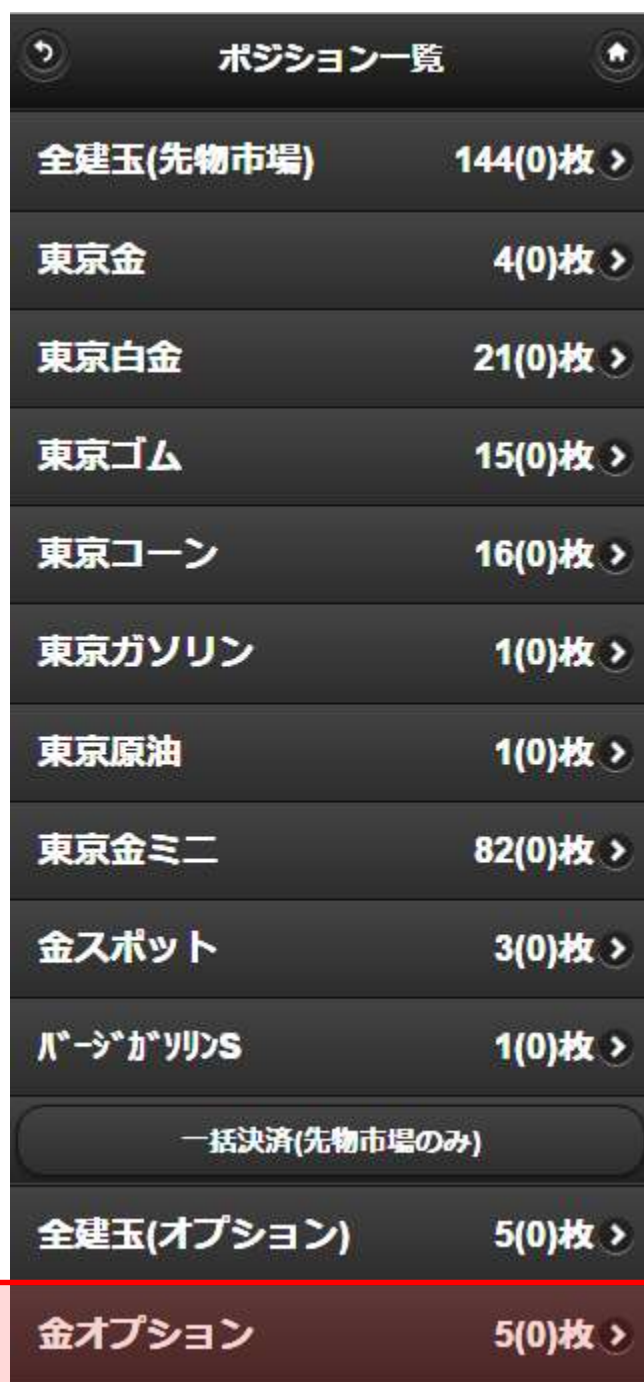 ポジション一覧
全建玉(先物市場) 144(0)枚
東京金 4(0)枚
東京白金 21(0)枚
東京ゴム 15(0)枚
東京コーン 16(0)枚
東京ガソリン 1(0)枚
東京原油 1(0)枚
東京金ミニ 82(0)枚
金スポット 3(0)枚
バージガソリンS 1(0)枚
一括決済(先物市場のみ)
全建玉(オプション) 5(0)枚
金オプション 5(0)枚